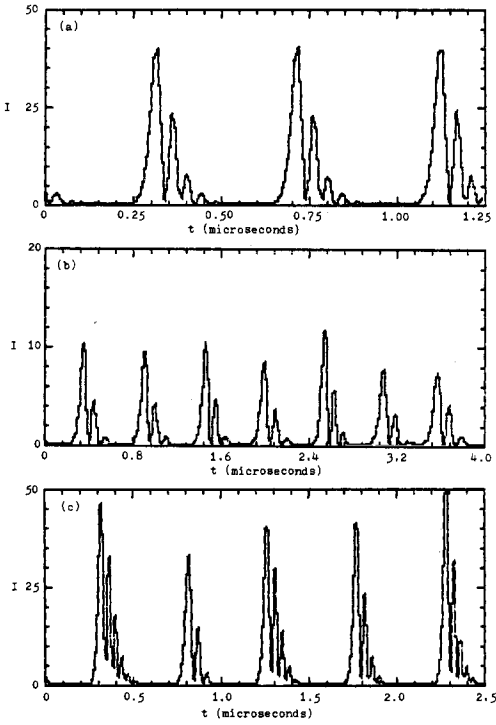 50
(a)
I 25
0
0 0.25 0.50 0.75 1.00 1.25
t (microseconds)
20
(b)
I 10
0
0 0.8 1.6 2.4 3.2 4.0
t (microseconds)
50
(c)
I 25
0
0 0.5 1.0 1.5 2.0 2.5
t (microseconds)